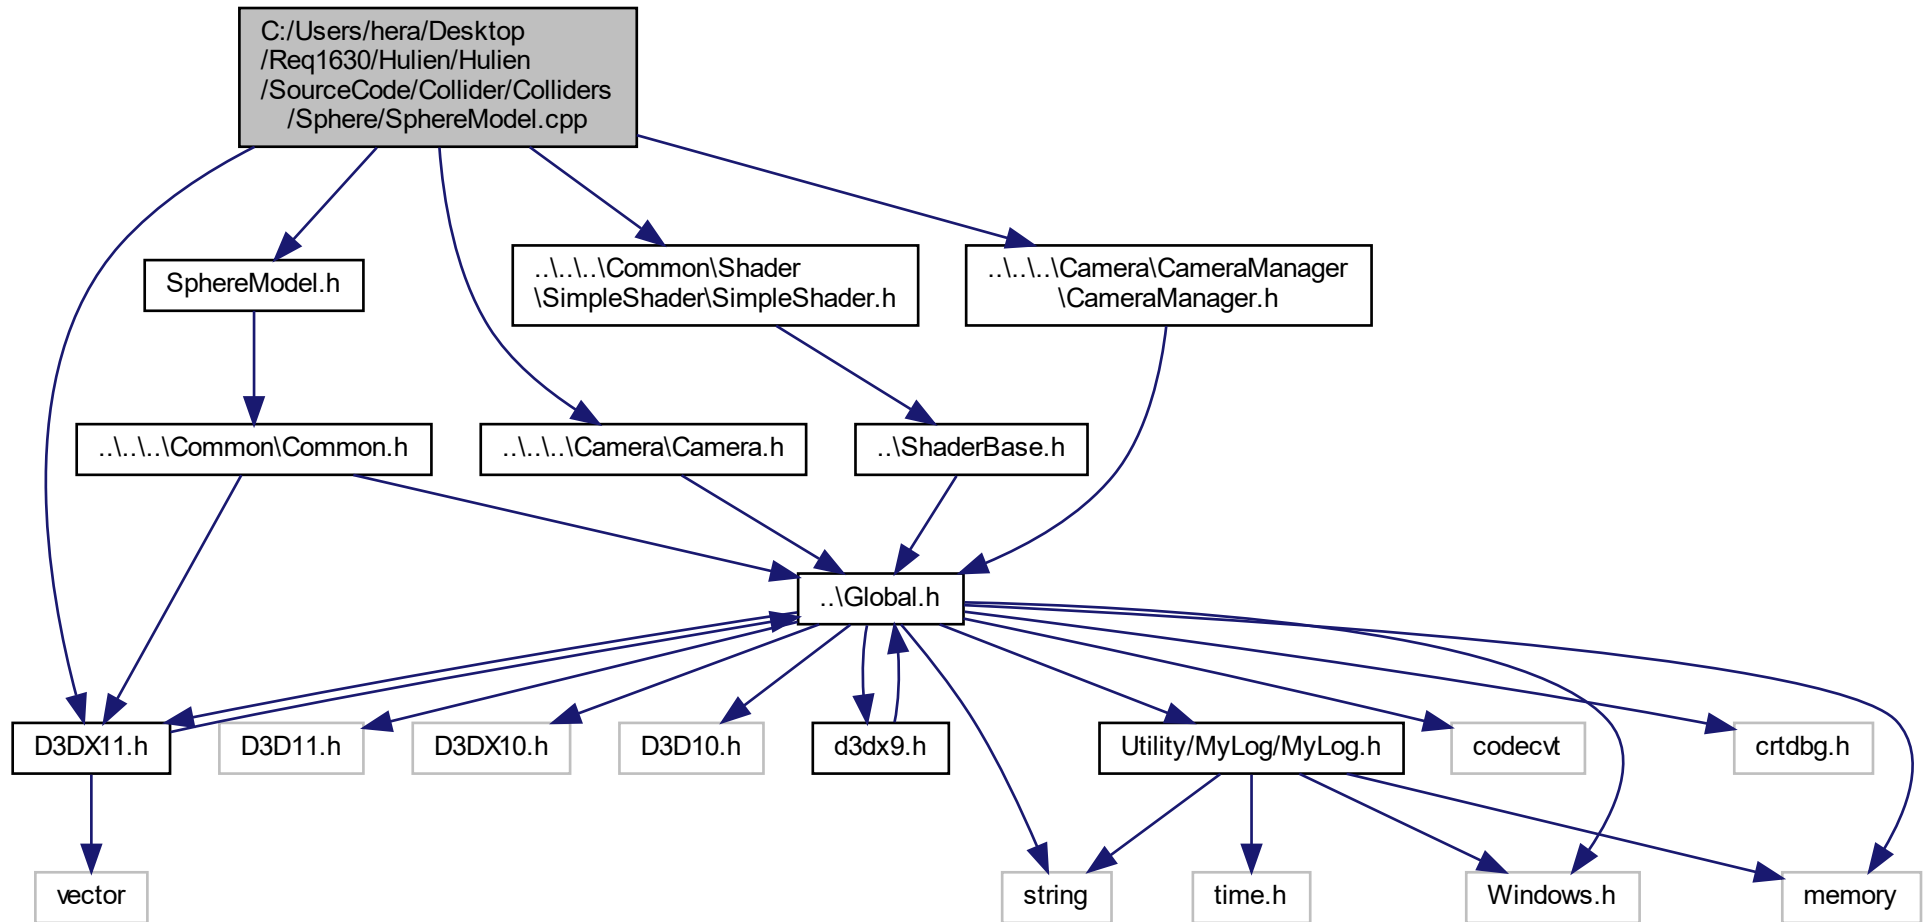 C:/Users/hera/Desktop
/Req1630/Hulien/Hulien
/SourceCode/Collider/Colliders
/Sphere/SphereModel.cpp
SphereModel.h
..\..\..\Common\Shader
\SimpleShader\SimpleShader.h
..\..\..\Camera\CameraManager
\CameraManager.h
..\..\..\Common\Common.h
..\..\..\Camera\Camera.h
..\ShaderBase.h
..\Global.h
D3DX11.h
D3D11.h
D3DX10.h
D3D10.h
d3dx9.h
Utility/MyLog/MyLog.h
codecvt
crtdbg.h
vector
string
time.h
Windows.h
memory